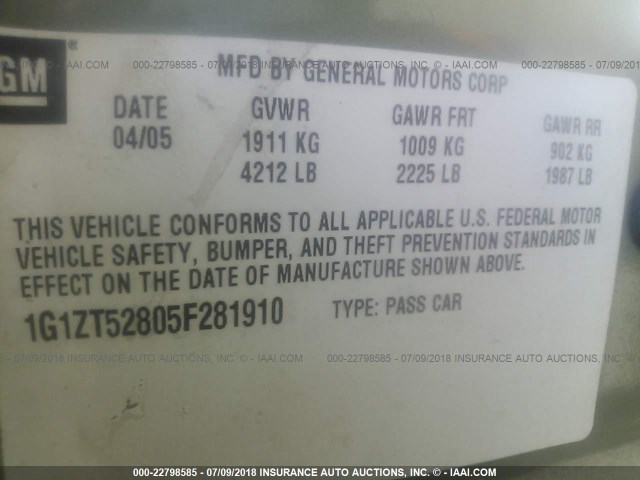 GM ®
MFD BY GENERAL MOTORS CORP
DATE GVWR GAWR FRT GAWR RR
04/05 1911 KG 1009 KG 902 KG
4212 LB 2225 LB 1987 LB
THIS VEHICLE CONFORMS TO ALL APPLICABLE U.S. FEDERAL MOTOR
VEHICLE SAFETY, BUMPER, AND THEFT PREVENTION STANDARDS IN
EFFECT ON THE DATE OF MANUFACTURE SHOWN ABOVE.
1G1ZT52805F281910 TYPE: PASS CAR
000-22798585 - 07/09/2018 INSURANCE AUTO AUCTIONS, INC. - © - IAAI.COM